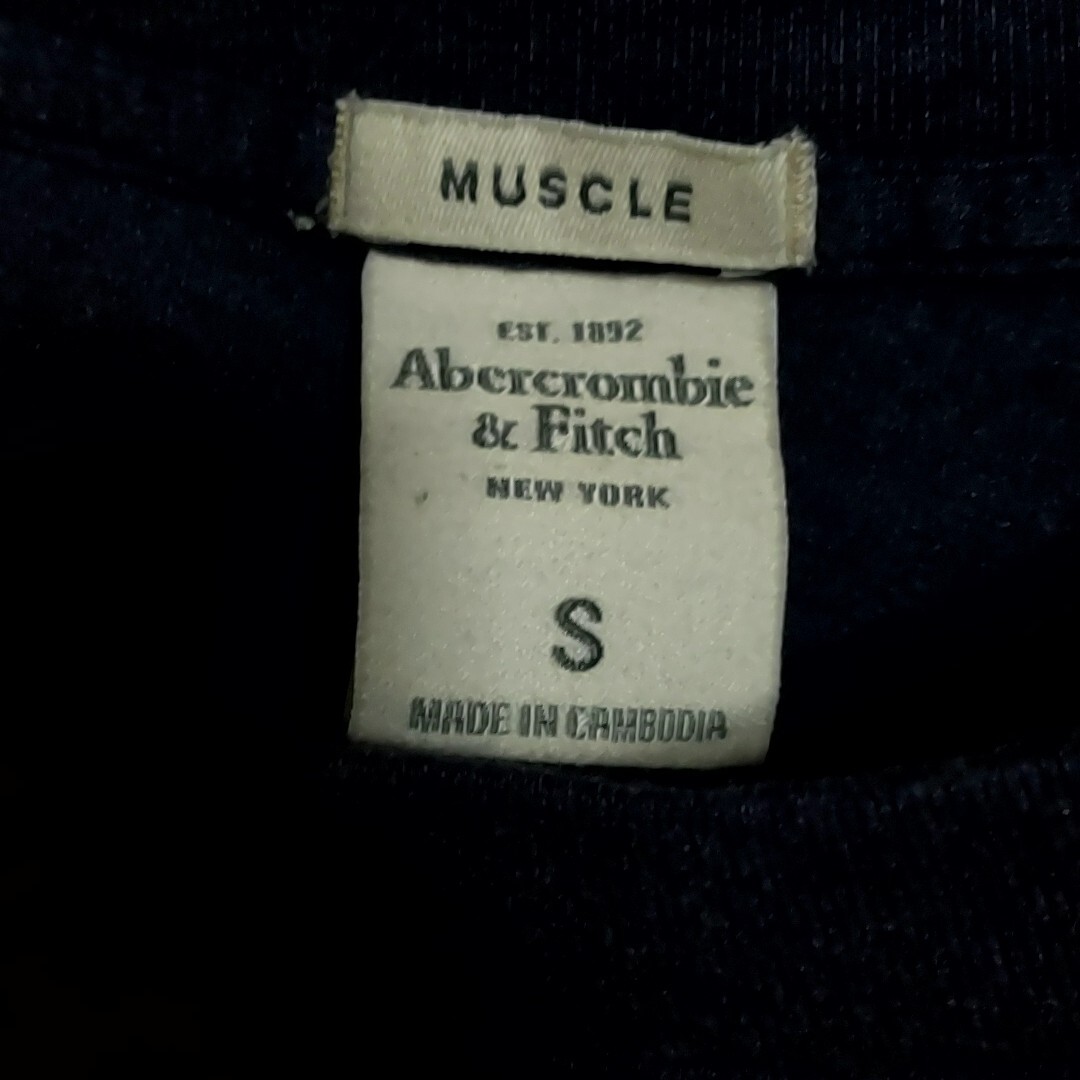 MUSCLE
EST. 1892
Abercrombie
& Fitch
NEW YORK
S
MADE IN CAMBODIA